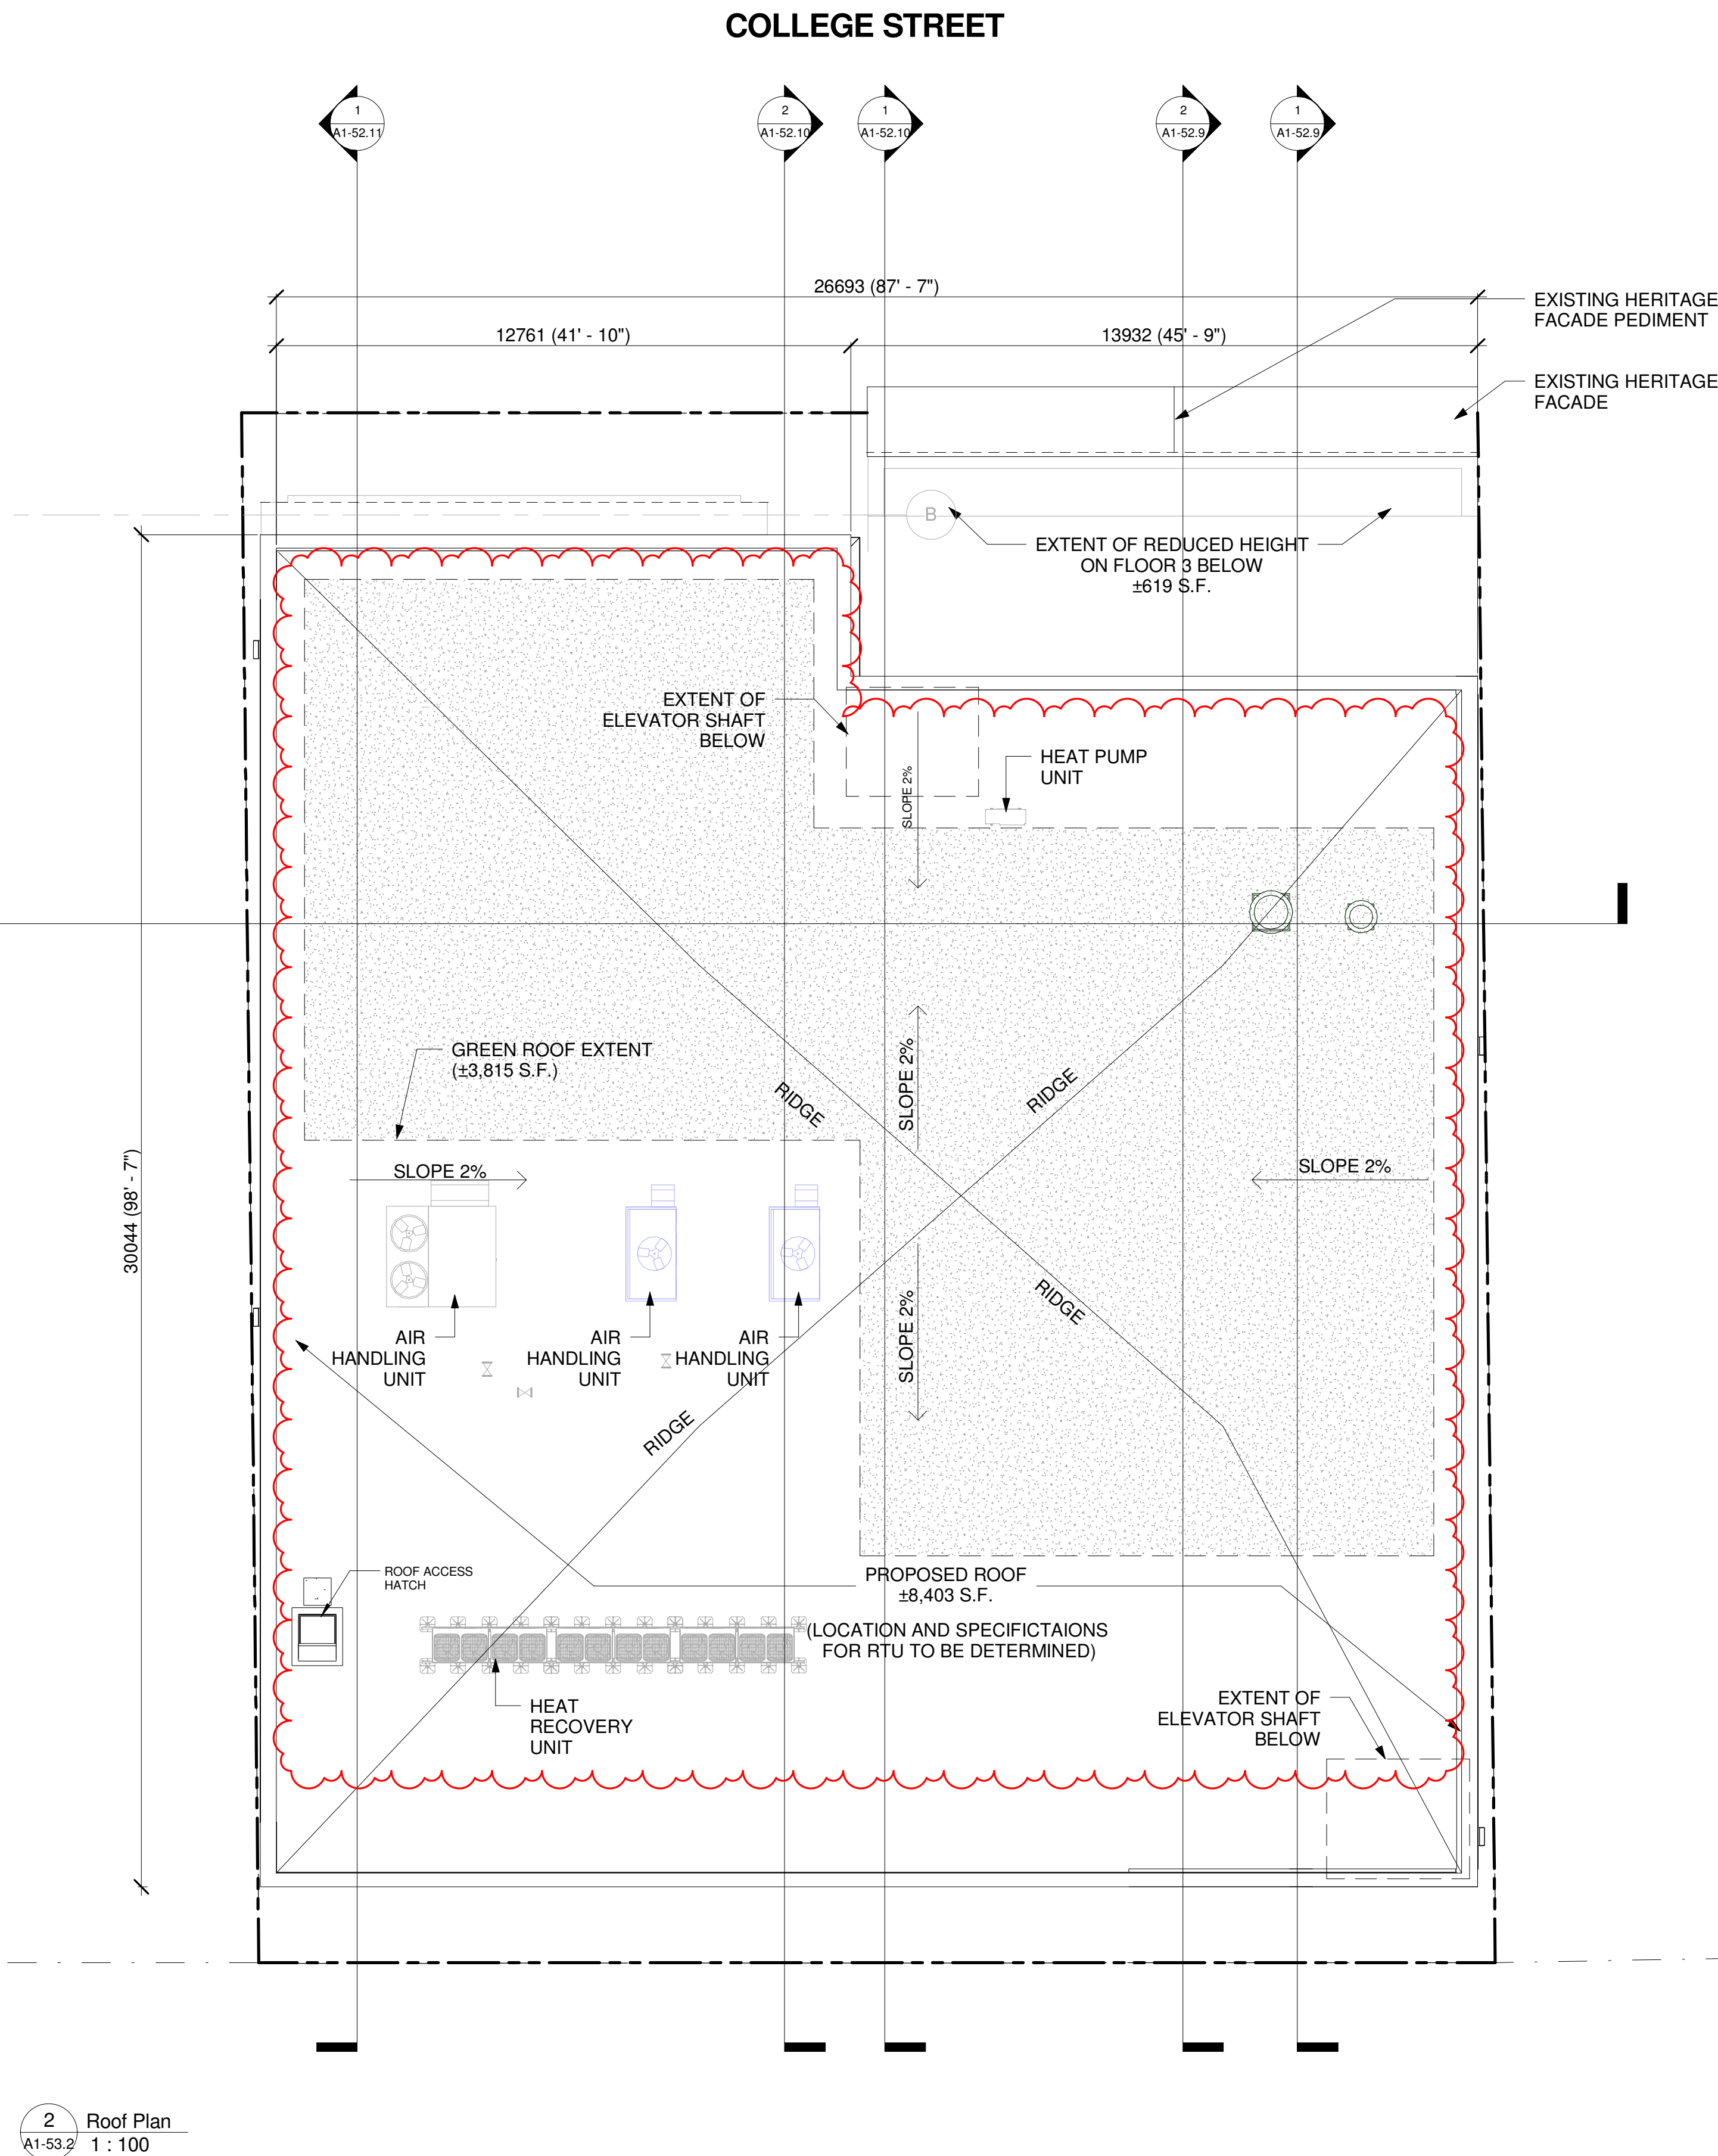 COLLEGE STREET
1
A1-52.11
2
A1-52.10
1
A1-52.10
2
A1-52.9
1
A1-52.9
26693 (87' - 7")
12761 (41' - 10")
13932 (45' - 9")
EXISTING HERITAGE
FACADE PEDIMENT
EXISTING HERITAGE
FACADE
B
EXTENT OF REDUCED HEIGHT
ON FLOOR 3 BELOW
±619 S.F.
EXTENT OF
ELEVATOR SHAFT
BELOW
SLOPE 2%
HEAT PUMP
UNIT
GREEN ROOF EXTENT
(±3,815 S.F.)
RIDGE
SLOPE 2%
RIDGE
SLOPE 2%
SLOPE 2%
30044 (98' - 7")
RIDGE
SLOPE 2%
AIR
HANDLING
UNIT
AIR
HANDLING
UNIT
AIR
HANDLING
UNIT
RIDGE
ROOF ACCESS
HATCH
PROPOSED ROOF
±8,403 S.F.
(LOCATION AND SPECIFICTAIONS
FOR RTU TO BE DETERMINED)
HEAT
RECOVERY
UNIT
EXTENT OF
ELEVATOR SHAFT
BELOW
2
A1-53.2
Roof Plan
1 : 100